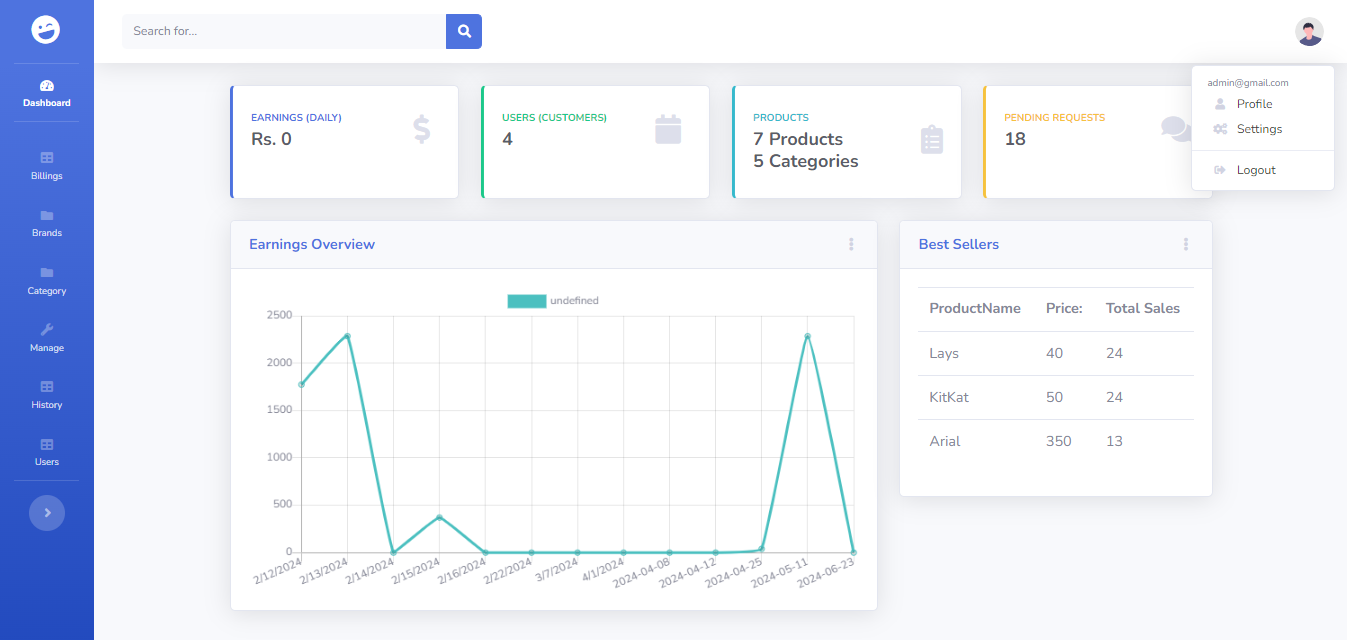 Search for...
admin@gmail.com
Profile
Settings
Logout
Dashboard
Billings
Brands
Category
Manage
History
Users
EARNINGS (DAILY)
Rs. 0
USERS (CUSTOMERS)
4
PRODUCTS
7 Products
5 Categories
PENDING REQUESTS
18
Earnings Overview
undefined
2500
2000
1500
1000
500
0
2/12/2024
2/13/2024
2/14/2024
2/15/2024
2/16/2024
2/22/2024
3/7/2024
4/1/2024
2024-04-08
2024-04-12
2024-04-25
2024-05-11
2024-06-23
Best Sellers
ProductName Price: Total Sales
Lays 40 24
KitKat 50 24
Arial 350 13